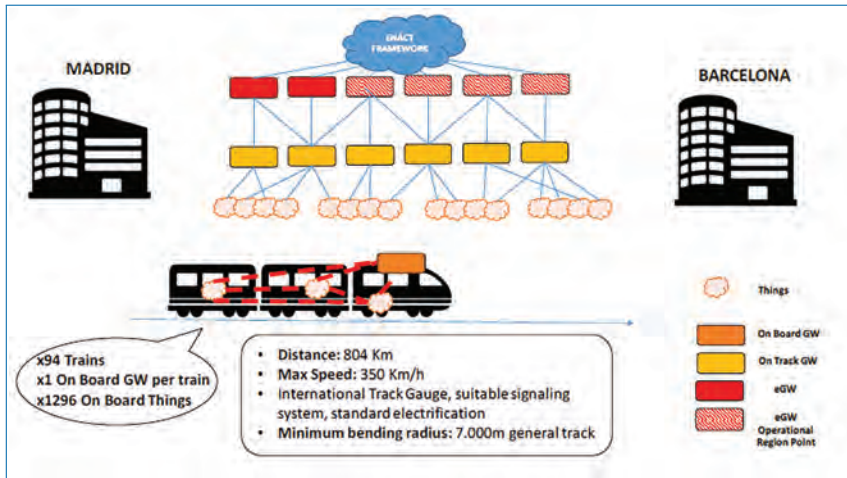 ENACT
FRAMEWORK
MADRID
BARCELONA
Things
On Board GW
On Track GW
eGW
eGW
Operational
Region Point
x94 Trains
x1 On Board GW per train
x1296 On Board Things
• Distance: 804 Km
• Max Speed: 350 Km/h
• International Track Gauge, suitable signaling
system, standard electrification
• Minimum bending radius: 7.000m general track